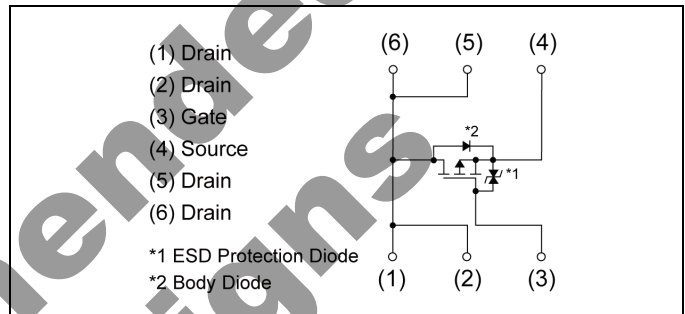 (1) Drain
(2) Drain
(3) Gate
(4) Source
(5) Drain
(6) Drain
*1 ESD Protection Diode
*2 Body Diode
(6) (5) (4)
*2
*1
(1) (2) (3)